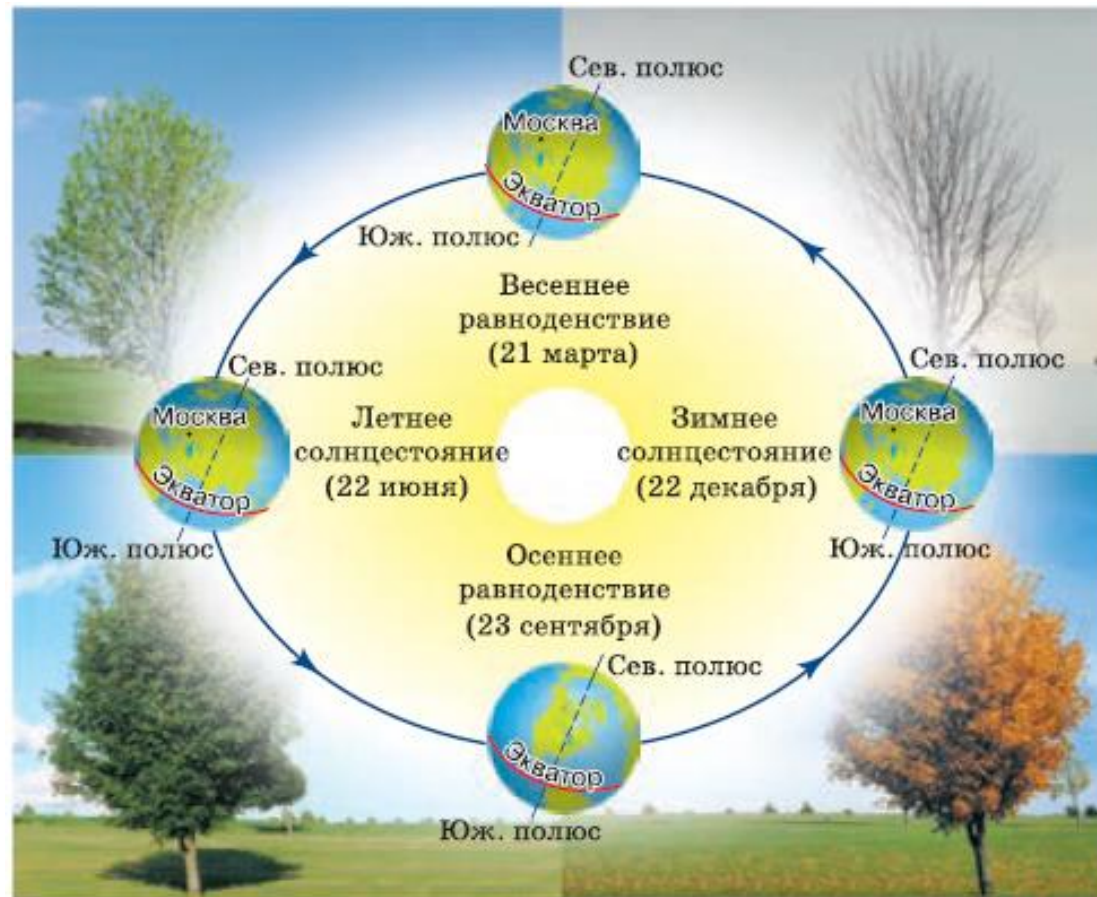 Сев. полюс
Москва
Экватор
Юж. полюс
Весеннее
равноденствие
(21 марта)
Сев. полюс
Москва
Экватор
Юж. полюс
Летнее
солнцестояние
(22 июня)
Зимнее
солнцестояние
(22 декабря)
Сев. полюс
Москва
Экватор
Юж. полюс
Осеннее
равноденствие
(23 сентября)
Сев. полюс
Экватор
Юж. полюс